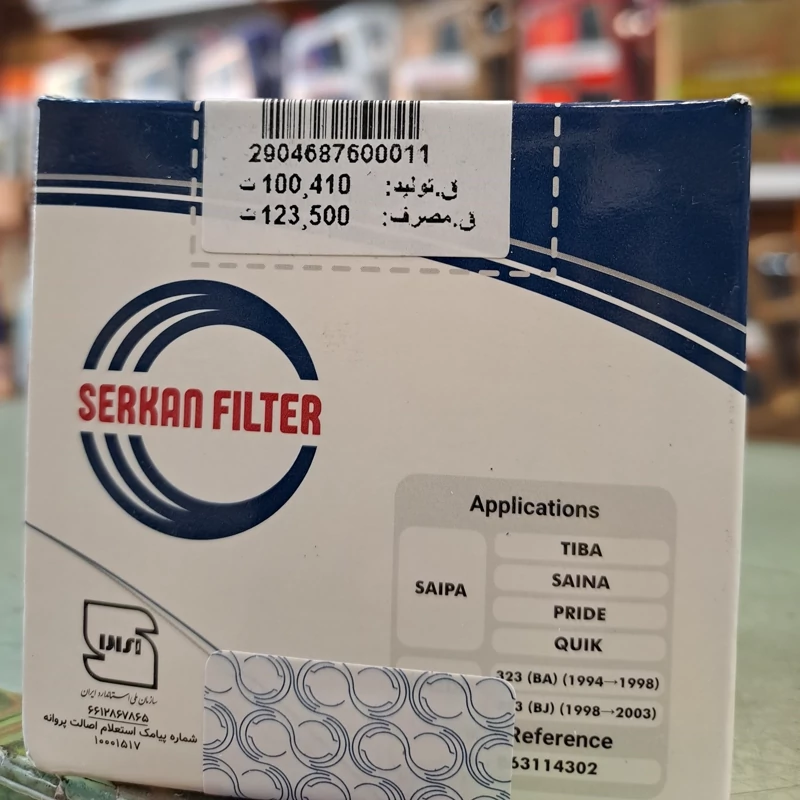 2904687600011
ق.تولید: 100,410 ت
ق.مصرف: 123,500 ت
SERKAN FILTER
Applications
SAIPA
TIBA
SAINA
PRIDE
QUIK
323 (BA) (1994→1998)
3 (BJ) (1998→2003)
Reference
63114302
سازمان ملی استاندارد ایران
۶۶۱۲۸۶۷۸۶۵
شماره پیامک استعلام اصالت پروانه
۱۰۰۰۱۵۱۷